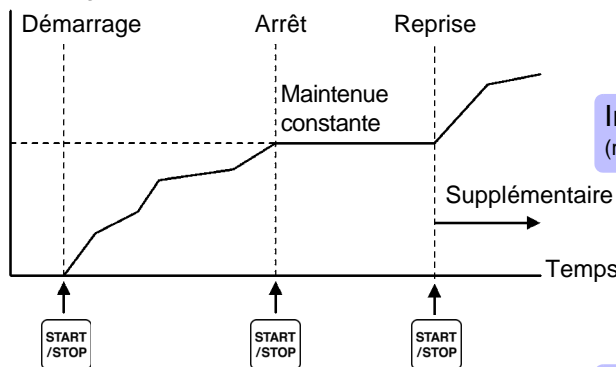 Démarrage
Arrêt
Reprise
Maintenue
constante
Supplémentaire
Temps
START
/STOP
START
/STOP
START
/STOP